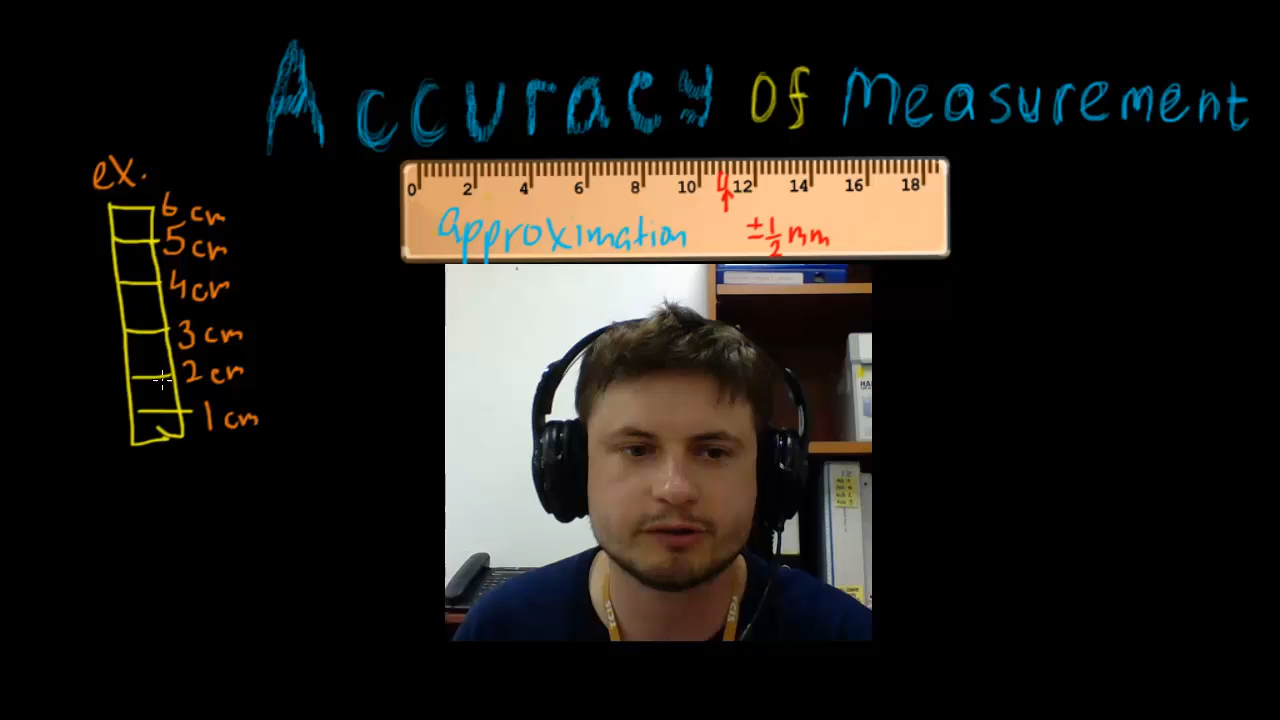 Accuracy of Measurement
ex.
0 2 4 6 8 10 12 14 16 18
approximation ±1/2 mm
6 cm
5 cm
4 cm
3 cm
2 cm
1 cm